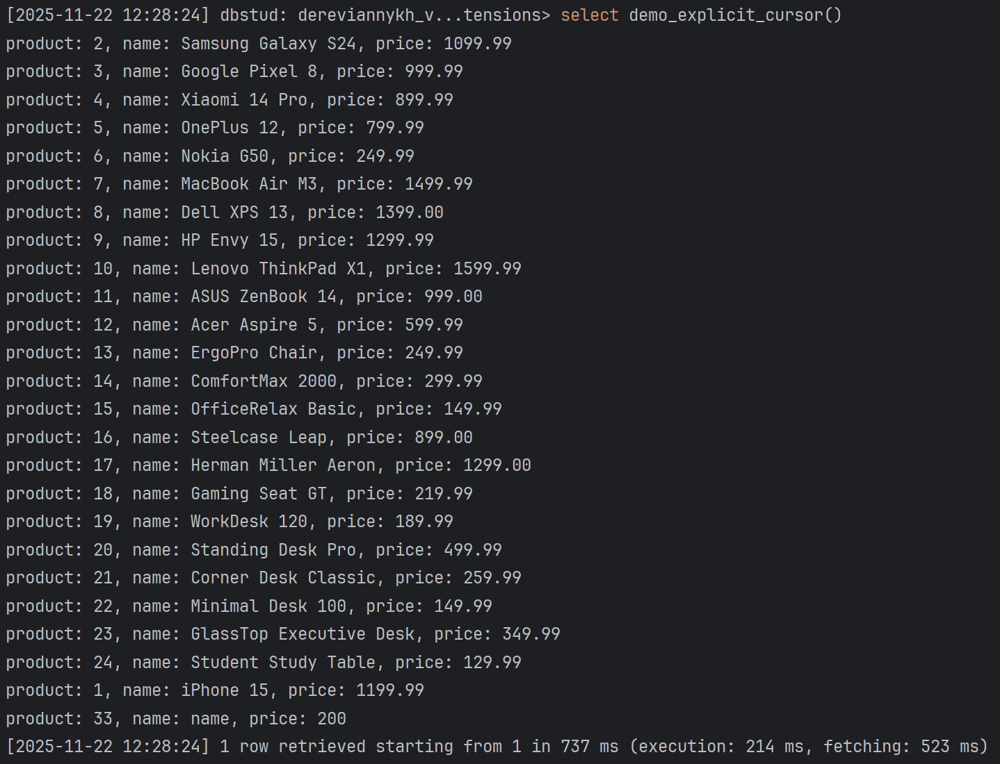 [2025-11-22 12:28:24] dbstud: dereviannykh_v...tensions> select demo_explicit_cursor()
product: 2, name: Samsung Galaxy S24, price: 1099.99
product: 3, name: Google Pixel 8, price: 999.99
product: 4, name: Xiaomi 14 Pro, price: 899.99
product: 5, name: OnePlus 12, price: 799.99
product: 6, name: Nokia G50, price: 249.99
product: 7, name: MacBook Air M3, price: 1499.99
product: 8, name: Dell XPS 13, price: 1399.00
product: 9, name: HP Envy 15, price: 1299.99
product: 10, name: Lenovo ThinkPad X1, price: 1599.99
product: 11, name: ASUS ZenBook 14, price: 999.00
product: 12, name: Acer Aspire 5, price: 599.99
product: 13, name: ErgoPro Chair, price: 249.99
product: 14, name: ComfortMax 2000, price: 299.99
product: 15, name: OfficeRelax Basic, price: 149.99
product: 16, name: Steelcase Leap, price: 899.00
product: 17, name: Herman Miller Aeron, price: 1299.00
product: 18, name: Gaming Seat GT, price: 219.99
product: 19, name: WorkDesk 120, price: 189.99
product: 20, name: Standing Desk Pro, price: 499.99
product: 21, name: Corner Desk Classic, price: 259.99
product: 22, name: Minimal Desk 100, price: 149.99
product: 23, name: GlassTop Executive Desk, price: 349.99
product: 24, name: Student Study Table, price: 129.99
product: 1, name: iPhone 15, price: 1199.99
product: 33, name: name, price: 200
[2025-11-22 12:28:24] 1 row retrieved starting from 1 in 737 ms (execution: 214 ms, fetching: 523 ms)